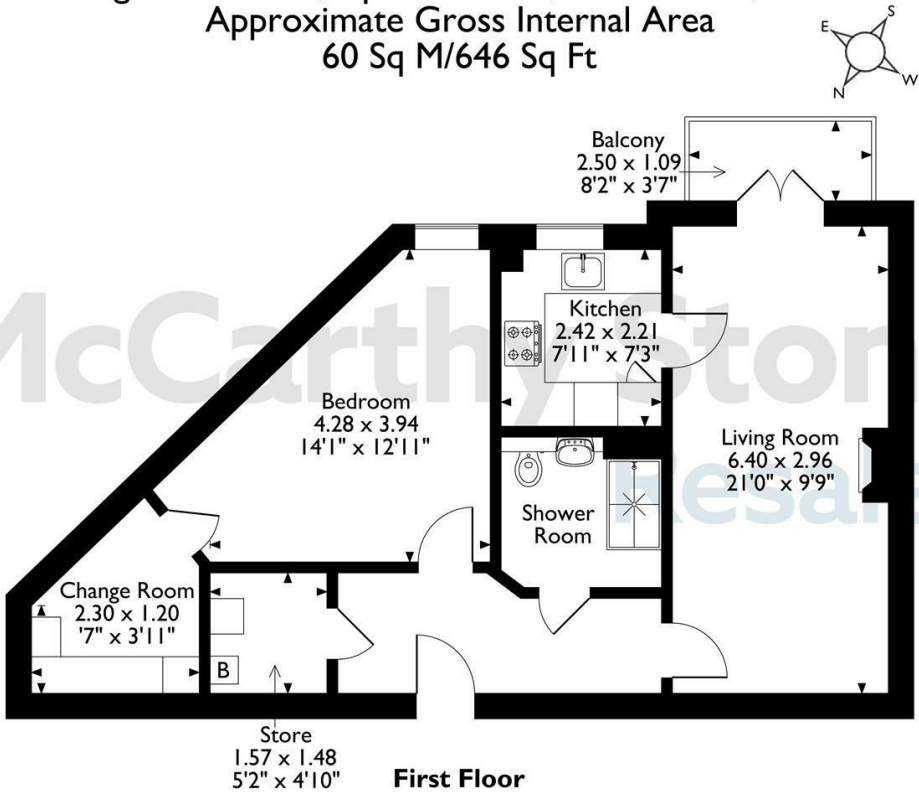 Approximate Gross Internal Area
60 Sq M/646 Sq Ft
E
S
N
W
Balcony
2.50 x 1.09
8'2" x 3'7"
Kitchen
2.42 x 2.21
7'11" x 7'3"
Bedroom
4.28 x 3.94
14'1" x 12'11"
Living Room
6.40 x 2.96
21'0" x 9'9"
Shower
Room
Change Room
2.30 x 1.20
'7" x 3'11"
B
Store
1.57 x 1.48
5'2" x 4'10"
First Floor
McCarthy Ston
Resal